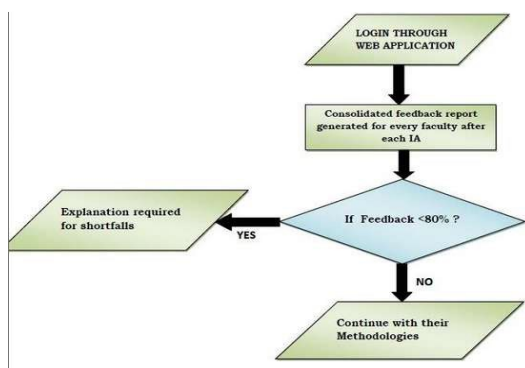 LOGIN THROUGH
WEB APPLICATION
Consolidated feedback report
generated for every faculty after
each IA
If Feedback <80% ?
YES
Explanation required
for shortfalls
NO
Continue with their
Methodologies